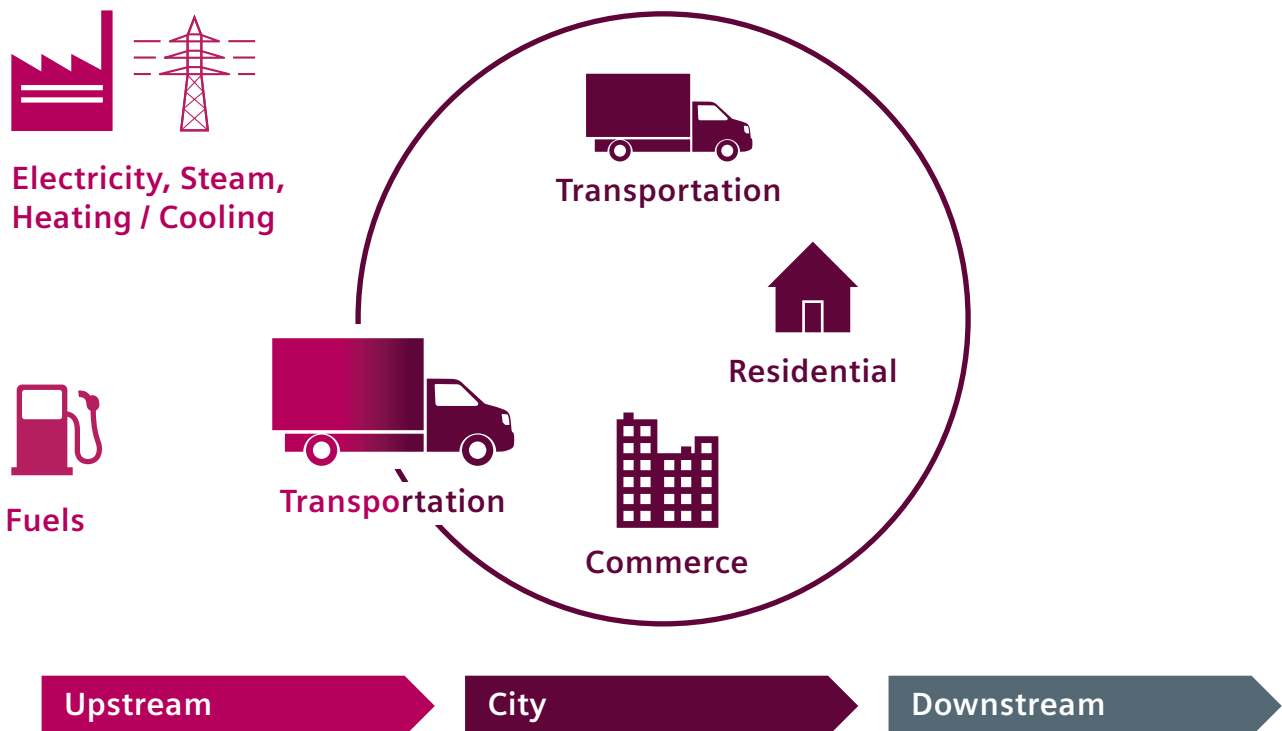 Electricity, Steam,
Heating / Cooling
Transportation
Residential
Fuels
Transportation
Commerce
Upstream
City
Downstream